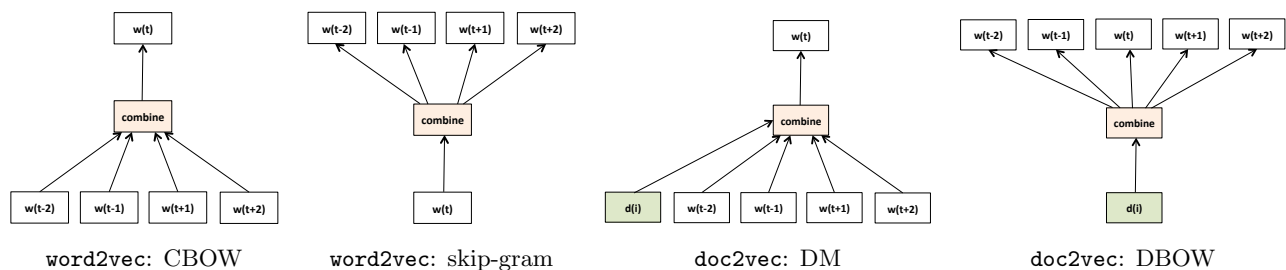 w(t)
combine
w(t-2) w(t-1) w(t+1) w(t+2)
word2vec: CBOW
w(t-2) w(t-1) w(t+1) w(t+2)
combine
w(t)
word2vec: skip-gram
w(t)
combine
d(i) w(t-2) w(t-1) w(t+1) w(t+2)
doc2vec: DM
w(t-2) w(t-1) w(t) w(t+1) w(t+2)
combine
d(i)
doc2vec: DBOW